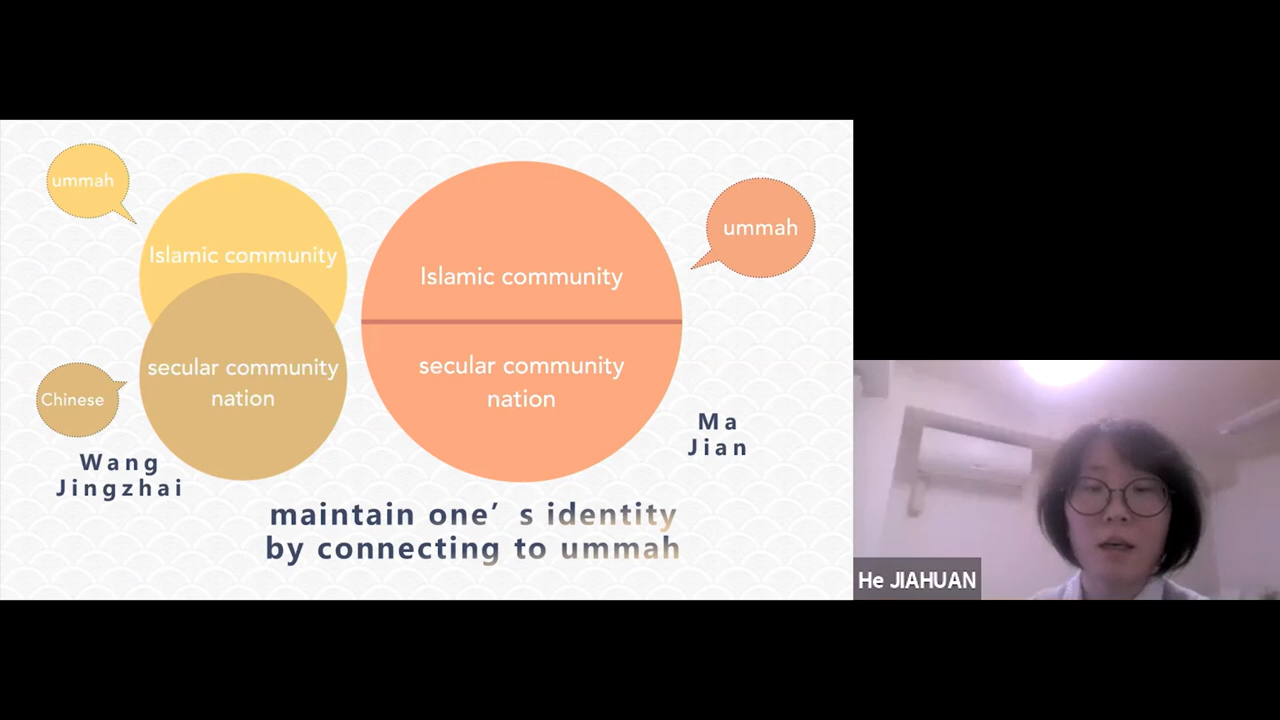 ummah
Islamic community
secular community
nation
Chinese
Wang
Jingzhai
Islamic community
secular community
nation
ummah
Ma
Jian
maintain one’s identity
by connecting to ummah
He JIAHUAN